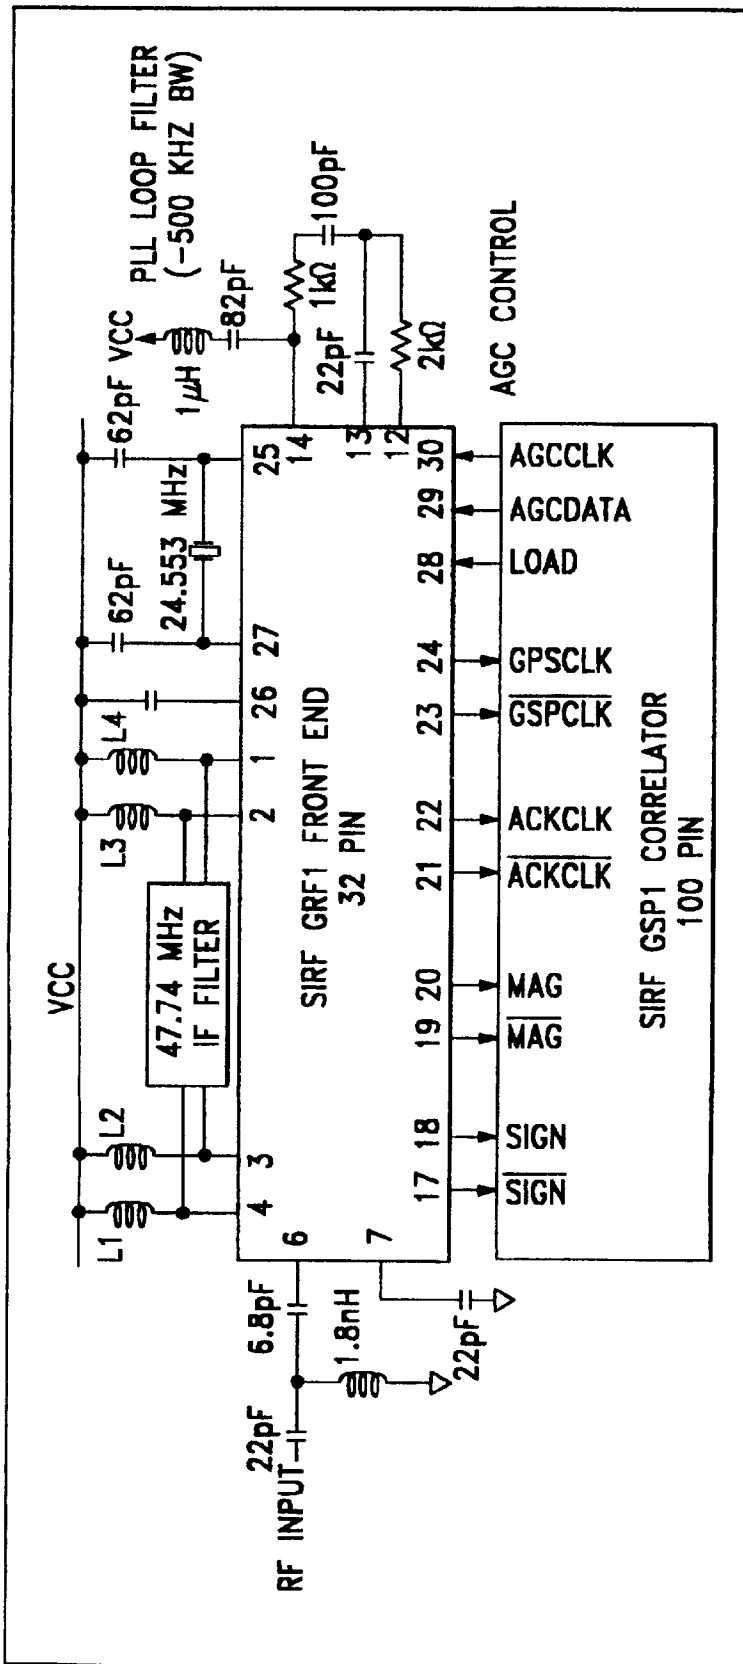 PLL LOOP FILTER
(-500 KHZ BW)
VCC
VCC
L1
L2
L3
L4
62pF
62pF
1μH
82pF
47.74 MHz
IF FILTER
24.553 MHz
1kΩ
100pF
22pF
2kΩ
4
3
2
1
26
27
25
14
13
12
RF INPUT
22pF
6.8pF
1.8nH
22pF
6
7
SIRF GRF1 FRONT END
32 PIN
17
18
19
20
21
22
23
24
28
29
30
AGC CONTROL
SIGN
SIGN
MAG
MAG
ACKCLK
ACKCLK
GSPCLK
GPSCLK
LOAD
AGCDATA
AGCCLK
SIRF GSP1 CORRELATOR
100 PIN